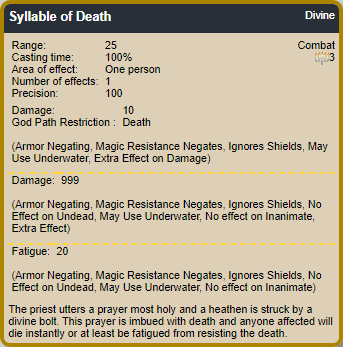 Syllable of Death Divine
Range: 25 Combat
Casting time: 100% 3
Area of effect: One person
Number of effects: 1
Precision: 100
Damage: 10
God Path Restriction : Death
(Armor Negating, Magic Resistance Negates, Ignores Shields, May
Use Underwater, Extra Effect on Damage)
Damage: 999
(Armor Negating, Magic Resistance Negates, Ignores Shields, No
Effect on Undead, May Use Underwater, No effect on Inanimate,
Extra Effect)
Fatigue: 20
(Armor Negating, Magic Resistance Negates, Ignores Shields, No
Effect on Undead, May Use Underwater, No effect on Inanimate)
The priest utters a prayer most holy and a heathen is struck by a
divine bolt. This prayer is imbued with death and anyone affected will
die instantly or at least be fatigued from resisting the death.